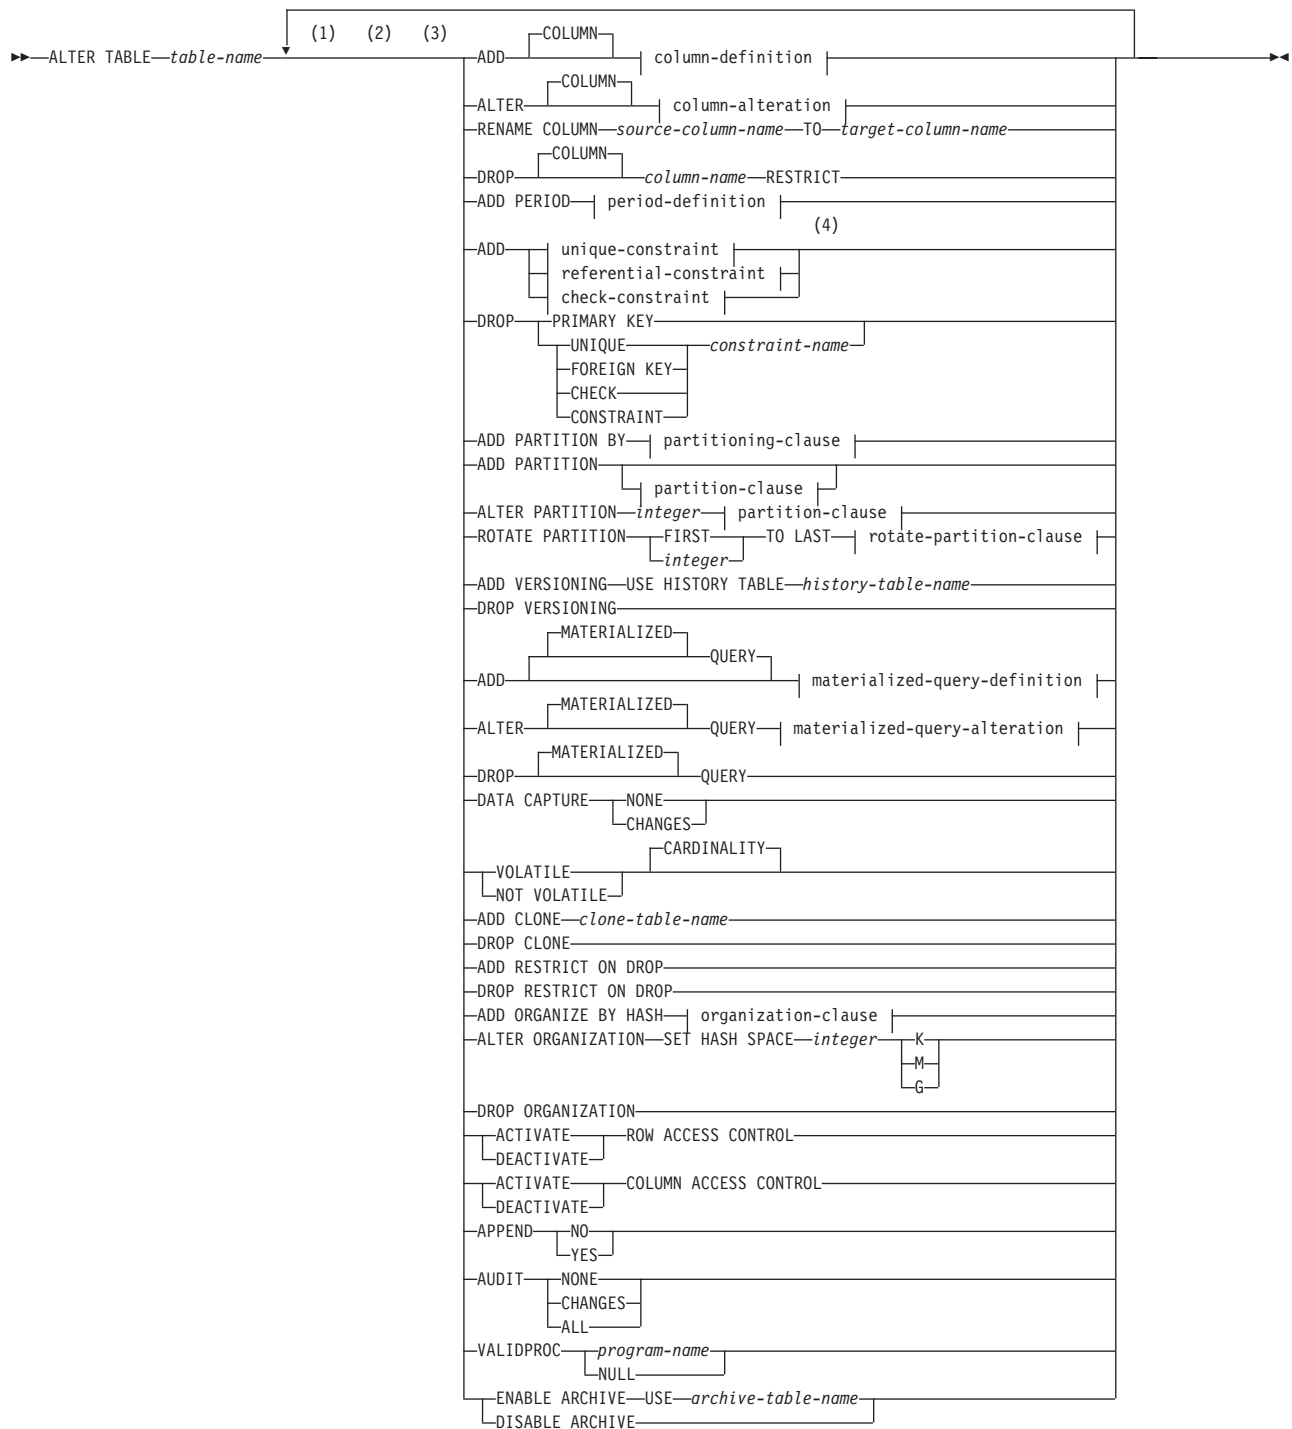 (1) (2) (3)
COLUMN
ALTER TABLE table-name ADD column-definition
COLUMN
ALTER column-alteration
RENAME COLUMN source-column-name TO target-column-name
COLUMN
DROP column-name RESTRICT
ADD PERIOD period-definition
(4)
ADD unique-constraint
referential-constraint
check-constraint
DROP PRIMARY KEY
UNIQUE constraint-name
FOREIGN KEY
CHECK
CONSTRAINT
ADD PARTITION BY partitioning-clause
ADD PARTITION
partition-clause
ALTER PARTITION integer partition-clause
ROTATE PARTITION FIRST TO LAST rotate-partition-clause
integer
ADD VERSIONING USE HISTORY TABLE history-table-name
DROP VERSIONING
MATERIALIZED
QUERY
ADD materialized-query-definition
MATERIALIZED
ALTER QUERY materialized-query-alteration
MATERIALIZED
DROP QUERY
DATA CAPTURE NONE
CHANGES
CARDINALITY
VOLATILE
NOT VOLATILE
ADD CLONE clone-table-name
DROP CLONE
ADD RESTRICT ON DROP
DROP RESTRICT ON DROP
ADD ORGANIZE BY HASH organization-clause
ALTER ORGANIZATION SET HASH SPACE integer K
M
G
DROP ORGANIZATION
ACTIVATE ROW ACCESS CONTROL
DEACTIVATE
ACTIVATE COLUMN ACCESS CONTROL
DEACTIVATE
APPEND NO
YES
AUDIT NONE
CHANGES
ALL
VALIDPROC program-name
NULL
ENABLE ARCHIVE USE archive-table-name
DISABLE ARCHIVE